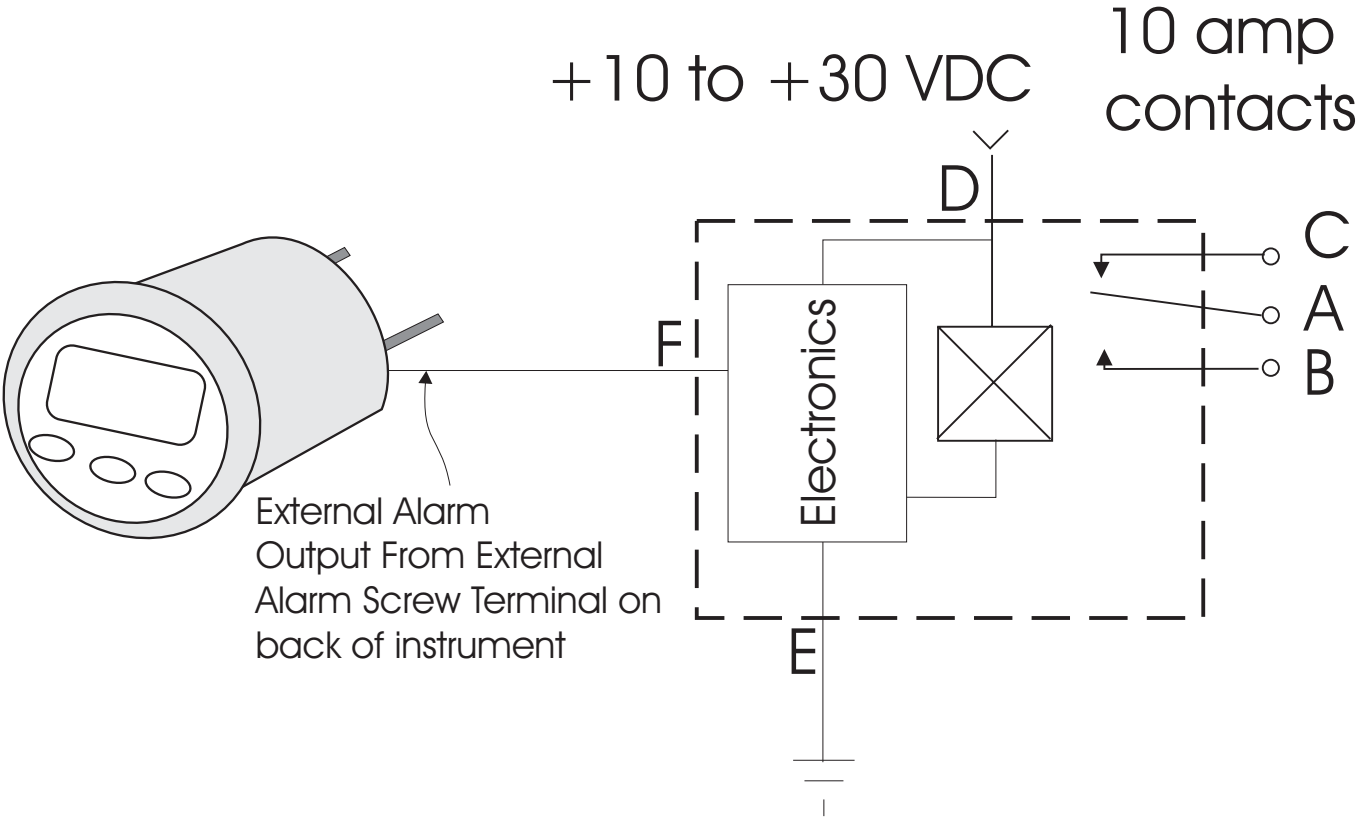 10 amp
contacts
+10 to +30 VDC
D
C
A
B
F
Electronics
External Alarm
Output From External
Alarm Screw Terminal on
back of instrument
E